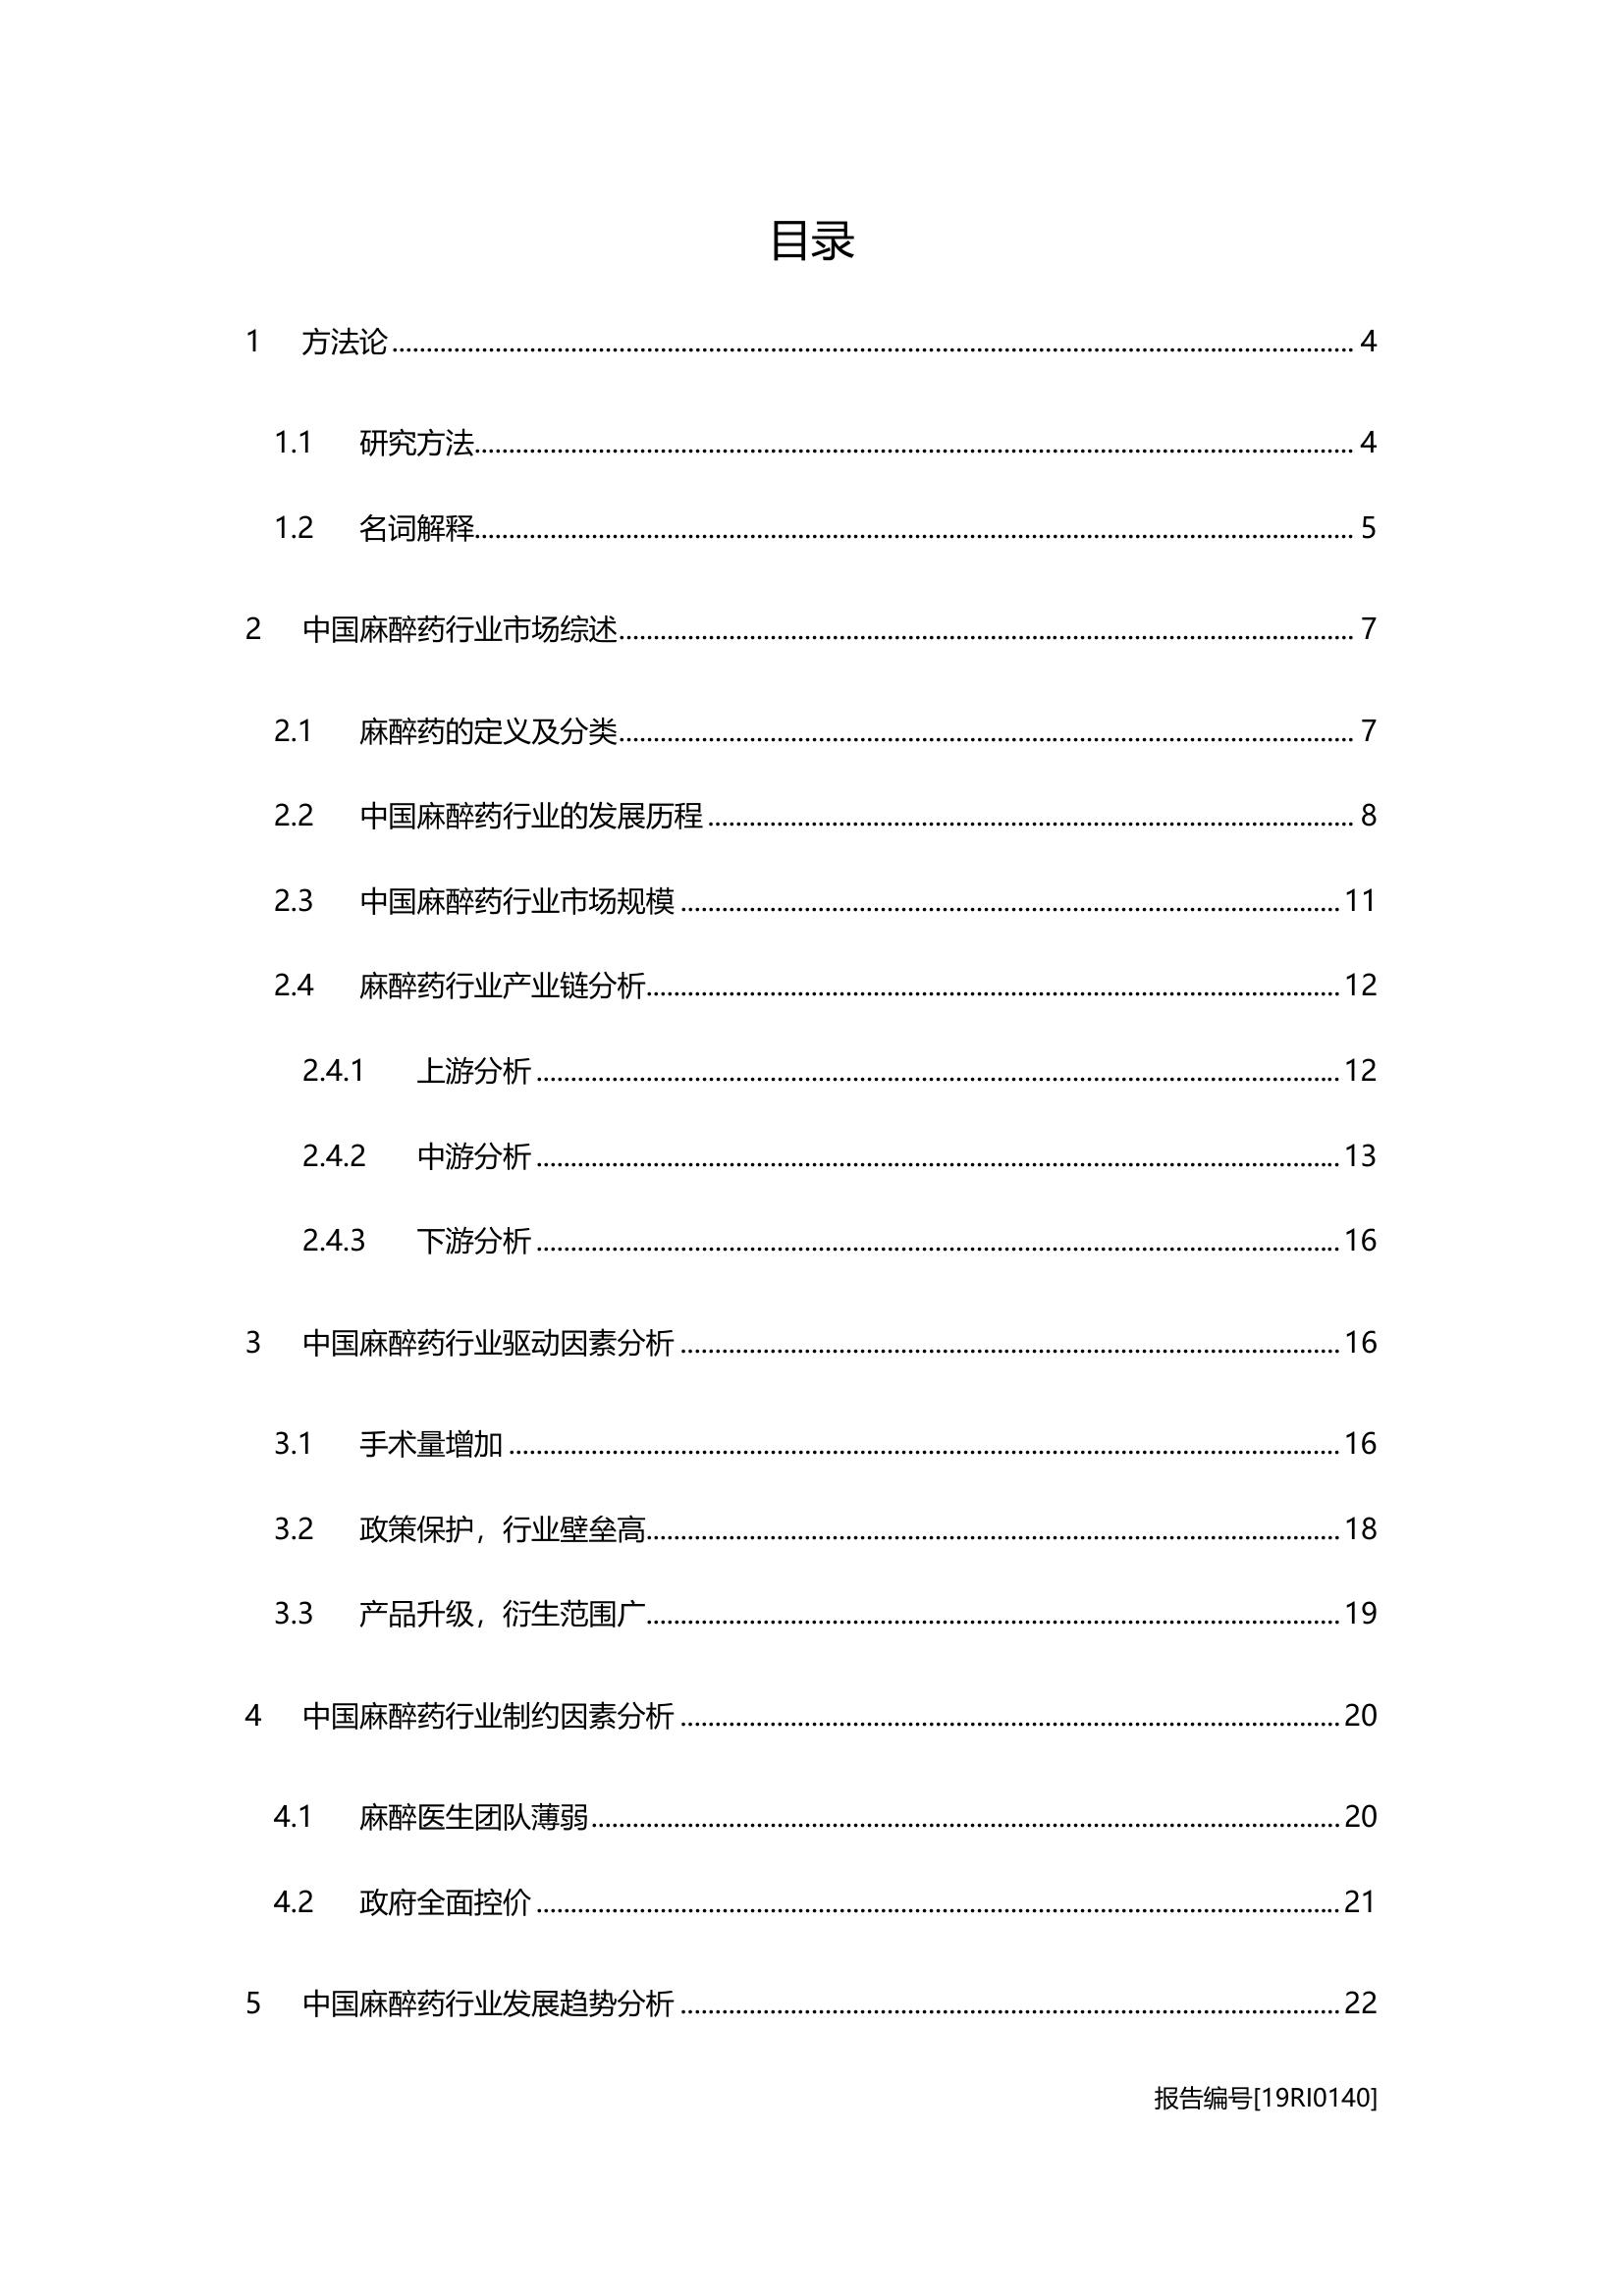 目录
1 方法论 4
1.1 研究方法 4
1.2 名词解释 5
2 中国麻醉药行业市场综述 7
2.1 麻醉药的定义及分类 7
2.2 中国麻醉药行业的发展历程 8
2.3 中国麻醉药行业市场规模 11
2.4 麻醉药行业产业链分析 12
2.4.1 上游分析 12
2.4.2 中游分析 13
2.4.3 下游分析 16
3 中国麻醉药行业驱动因素分析 16
3.1 手术量增加 16
3.2 政策保护，行业壁垒高 18
3.3 产品升级，衍生范围广 19
4 中国麻醉药行业制约因素分析 20
4.1 麻醉医生团队薄弱 20
4.2 政府全面控价 21
5 中国麻醉药行业发展趋势分析 22
报告编号[19RI0140]